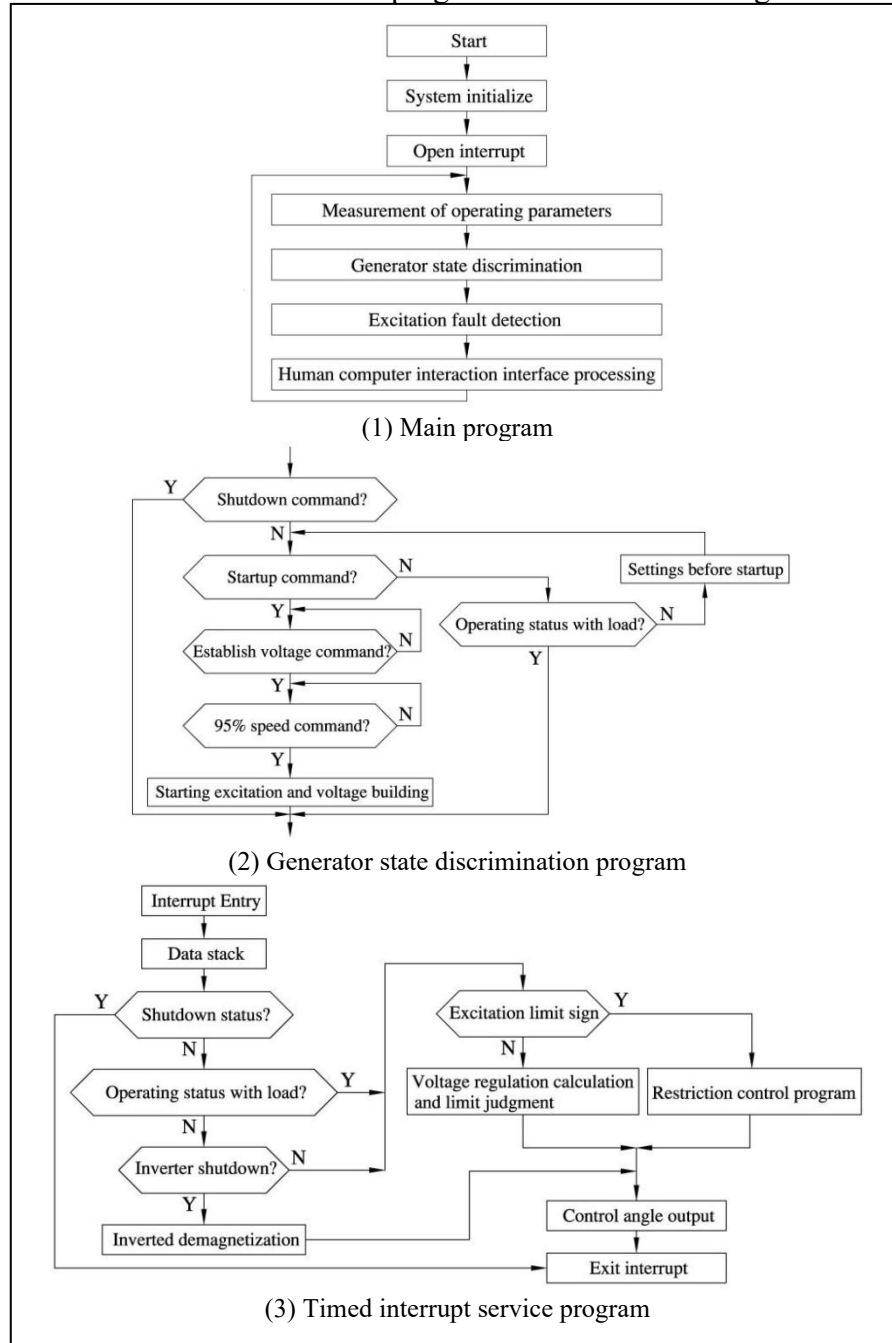 Start
System initialize
Open interrupt
Measurement of operating parameters
Generator state discrimination
Excitation fault detection
Human computer interaction interface processing
(1) Main program
Y
Shutdown command?
N
Startup command?
N
Settings before startup
Y
Operating status with load?
N
Establish voltage command?
N
Y
Y
95% speed command?
N
Y
Starting excitation and voltage building
(2) Generator state discrimination program
Interrupt Entry
Data stack
Y
Shutdown status?
N
Operating status with load?
Y
N
Inverter shutdown?
N
Y
Inverted demagnetization
Excitation limit sign
Y
N
Voltage regulation calculation
and limit judgment
Restriction control program
Control angle output
Exit interrupt
(3) Timed interrupt service program